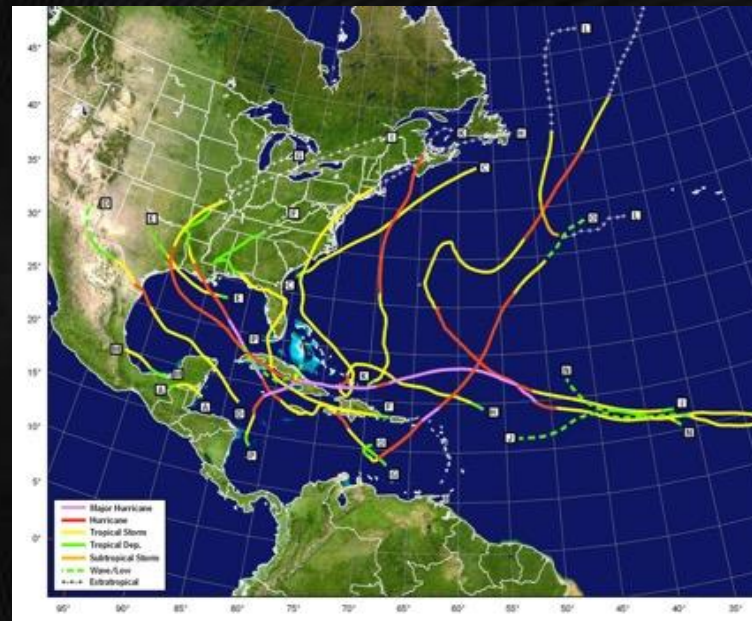 45°
40°
35°
30°
25°
20°
15°
10°
5°
0°
95°
90°
85°
80°
75°
70°
65°
60°
55°
50°
45°
40°
35°
L
K
I
G
C
D
E
F
L
O
C
E
P
B
A
A
D
P
K
F
H
N
J
I
N
G
Major Hurricane
Hurricane
Tropical Storm
Tropical Dep.
Subtropical Storm
Wave/Low
Extratropical